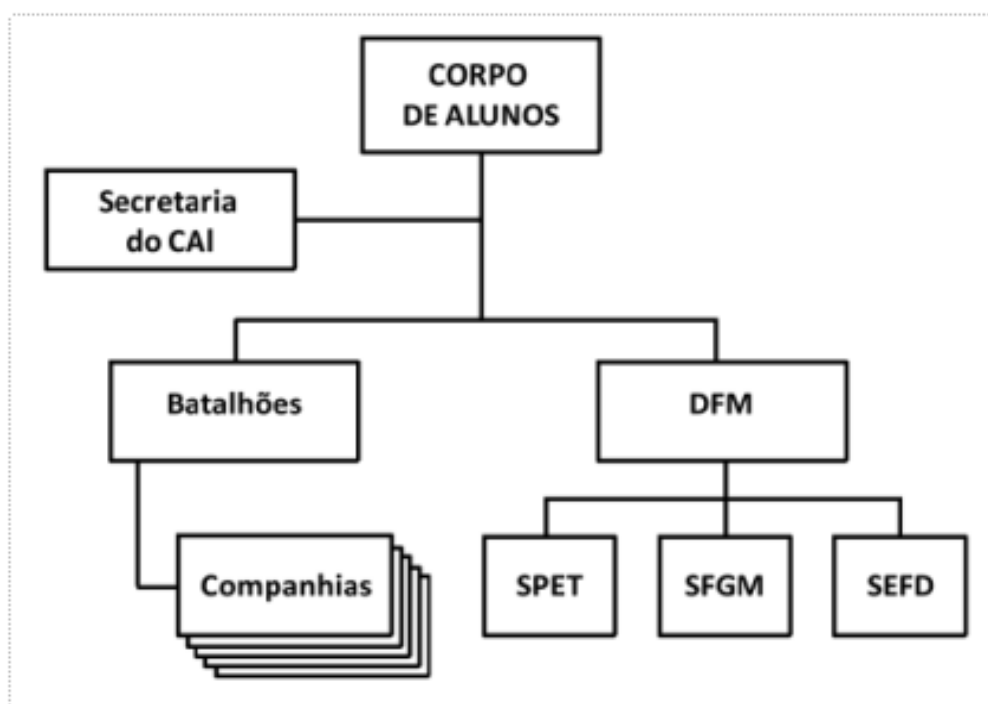 CORPO
DE ALUNOS
Secretaria
do CAl
Batalhões
DFM
Companhias
SPET
SFGM
SEFD